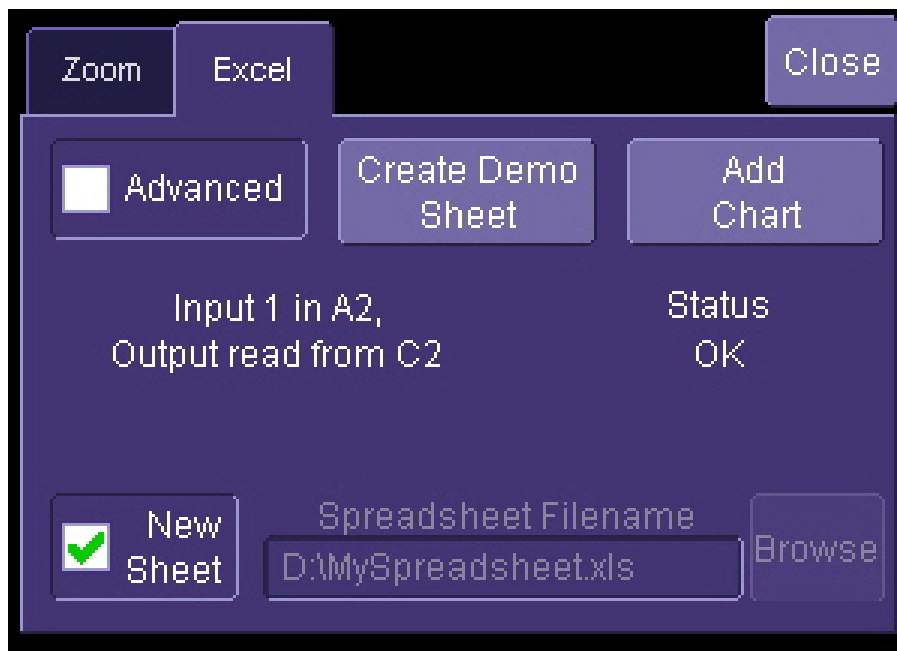 Zoom
Excel
Close
Advanced
Create Demo
Sheet
Add
Chart
Input 1 in A2,
Output read from C2
Status
OK
New
Sheet
Spreadsheet Filename
D:\MySpreadsheet.xls
Browse